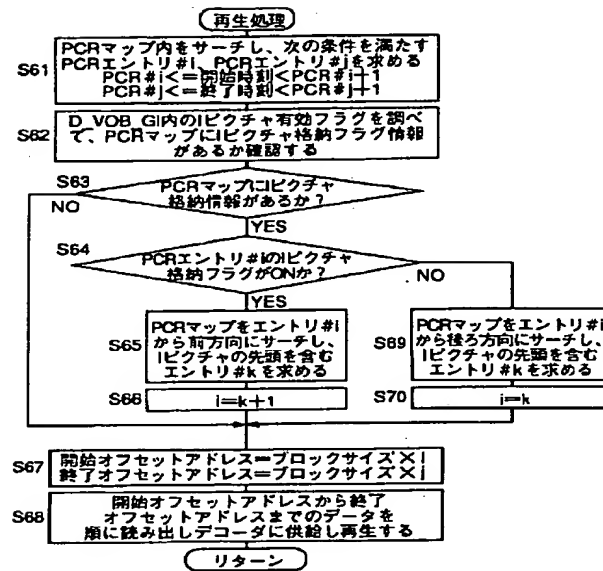 再生処理
S61
PCRマップ内をサーチし、次の条件を満たす
PCRエントリ#i、PCRエントリ#jを求める
PCR#i<=開始時刻<PCR#i+1
PCR#j<=終了時刻<PCR#j+1
S62
D_VOB_GI内のIピクチャ有効フラグを調べ
て、PCRマップにIピクチャ格納フラグ情報
があるか確認する
S63
PCRマップにIピクチャ
格納情報があるか?
NO
YES
S64
PCRエントリ#iのIピクチャ
格納フラグがONか?
NO
YES
S65
PCRマップをエントリ#i
から前方向にサーチし、
Iピクチャの先頭を含む
エントリ#kを求める
S69
PCRマップをエントリ#i
から後ろ方向にサーチし、
Iピクチャの先頭を含む
エントリ#kを求める
S66
i=k+1
S70
i=k
S67
開始オフセットアドレス=ブロックサイズ×i
終了オフセットアドレス=ブロックサイズ×j
S68
開始オフセットアドレスから終了
オフセットアドレスまでのデータを
順に読み出しデコーダに供給し再生する
リターン